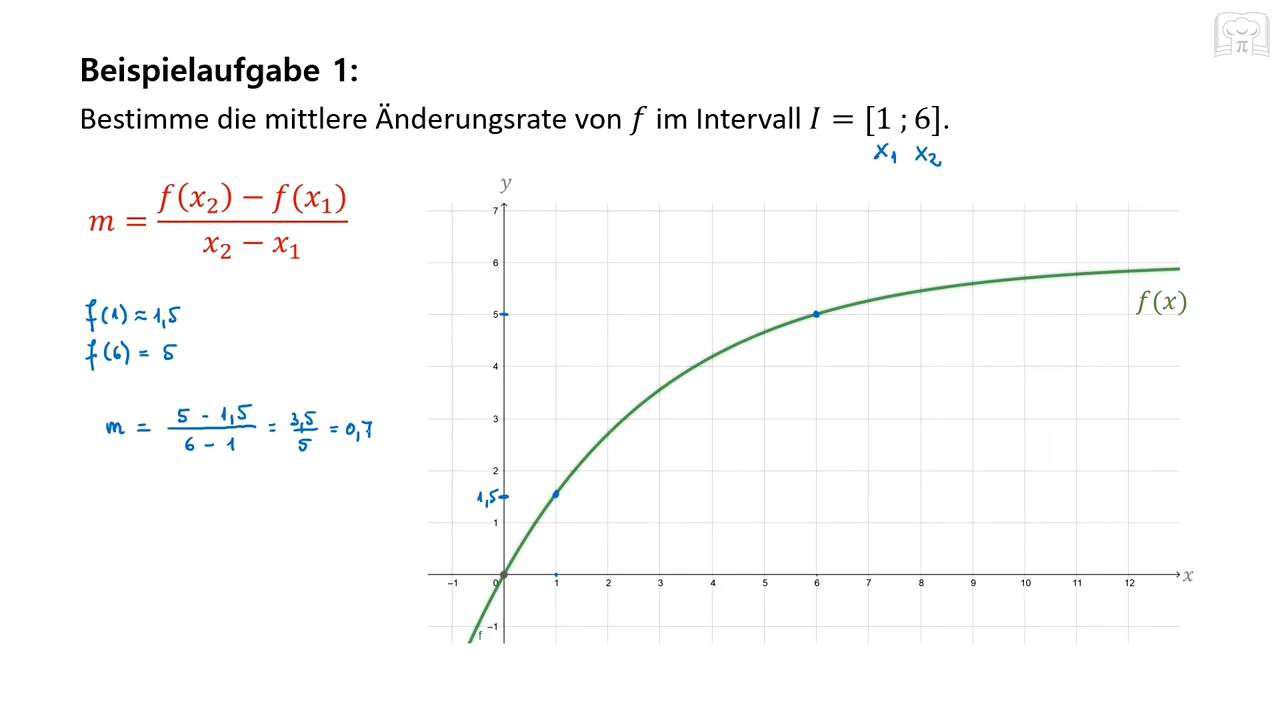 Beispielaufgabe 1:
Bestimme die mittlere Änderungsrate von f im Intervall I = [1 ; 6].
x₁ x₂
m = (f(x₂) − f(x₁)) / (x₂ − x₁)
f(1) ≈ 1,5
f(6) = 5
m = (5 − 1,5) / (6 − 1) = 3,5/5 = 0,7
y
7
6
5
4
3
2
1,5
1
0
−1
−1 1 2 3 4 5 6 7 8 9 10 11 12
x
f(x)
f
π